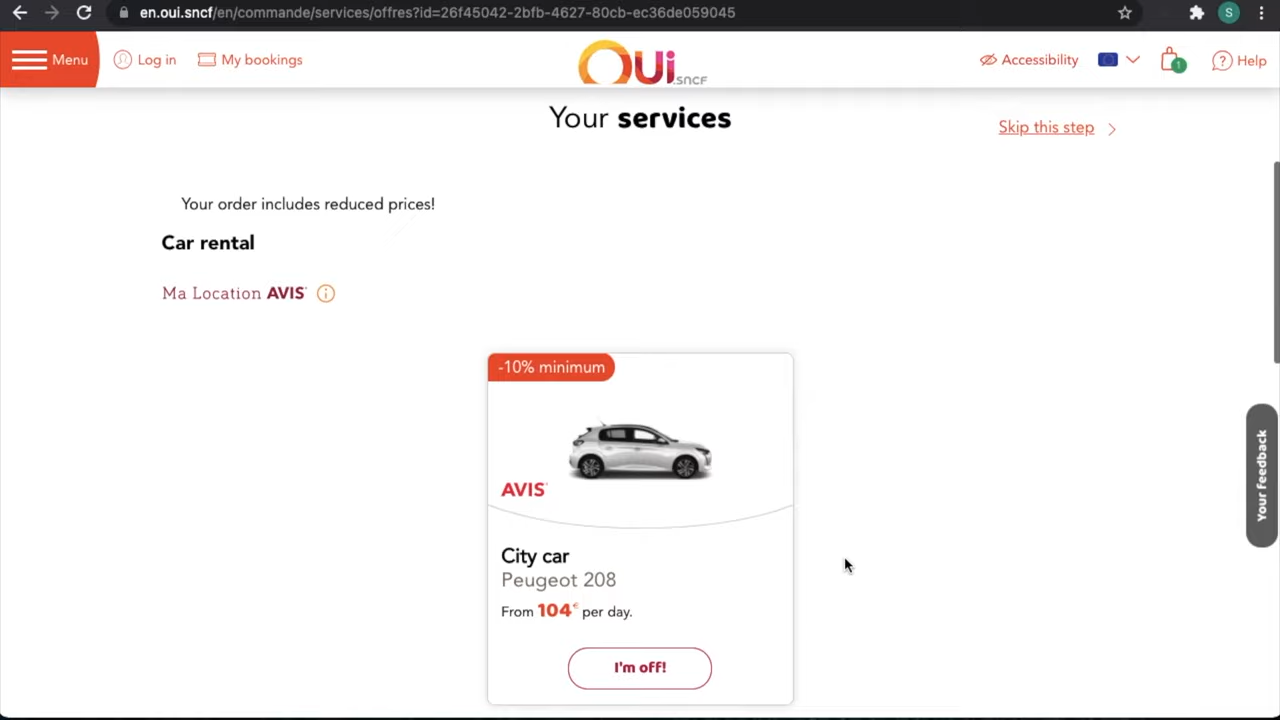 en.oui.sncf/en/commande/services/offres?id=26f45042-2bfb-4627-80cb-ec36de059045
S
Menu
Log in
My bookings
OUi.sncf
Accessibility
1
? Help
Your services
Skip this step
Your order includes reduced prices!
Car rental
Ma Location AVIS
i
-10% minimum
AVIS
City car
Peugeot 208
From 104€ per day.
I'm off!
Your feedback